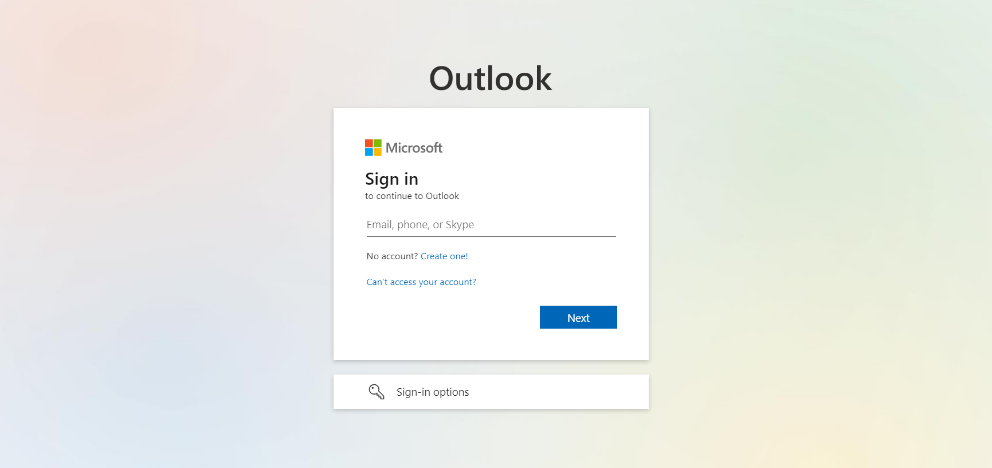 Outlook
Microsoft
Sign in
to continue to Outlook
Email, phone, or Skype
No account? Create one!
Can't access your account?
Next
Sign-in options